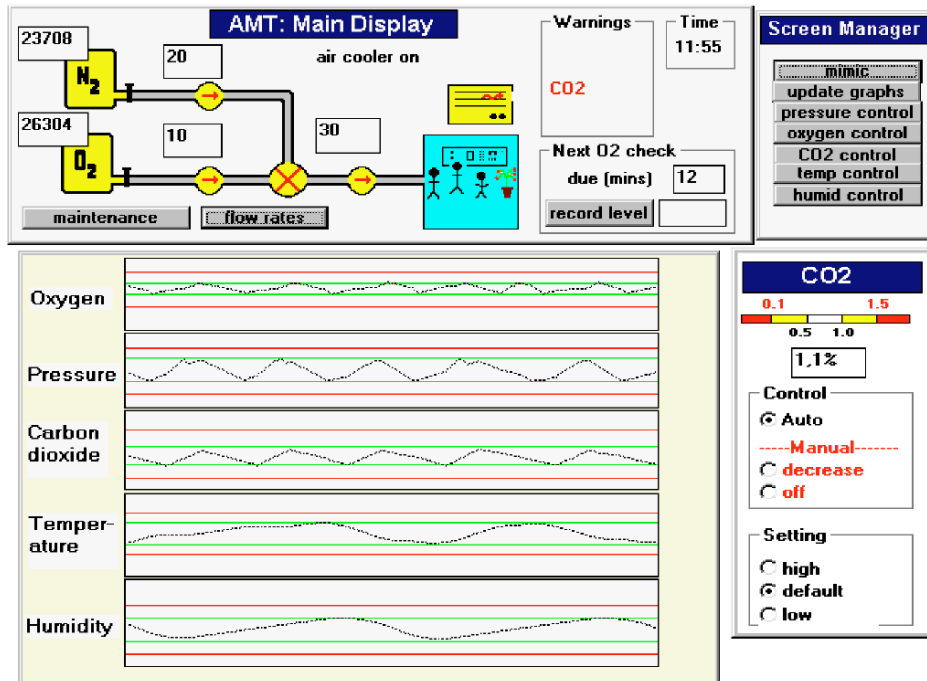 AMT: Main Display
23708
N2
20
air cooler on
26304
O2
10
30
maintenance
flow rates
Warnings
CO2
Time
11:55
Next O2 check
due (mins) 12
record level
Screen Manager
mimic
update graphs
pressure control
oxygen control
CO2 control
temp control
humid control
Oxygen
Pressure
Carbon
dioxide
Temper-
ature
Humidity
CO2
0.1 1.5
0.5 1.0
1,1%
Control
Auto
-----Manual-------
decrease
off
Setting
high
default
low